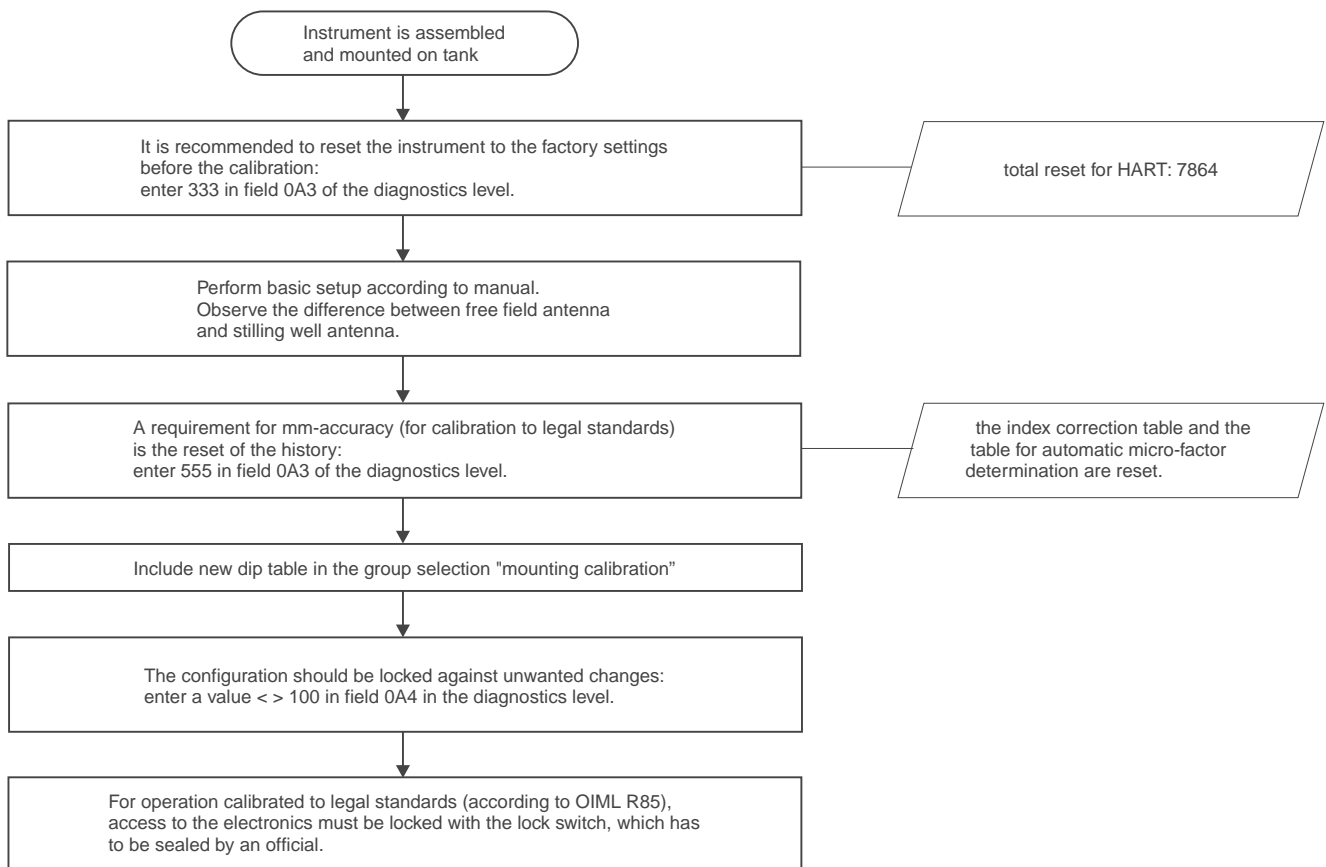 Instrument is assembled
and mounted on tank
It is recommended to reset the instrument to the factory settings
before the calibration:
enter 333 in field 0A3 of the diagnostics level.
total reset for HART: 7864
Perform basic setup according to manual.
Observe the difference between free field antenna
and stilling well antenna.
A requirement for mm-accuracy (for calibration to legal standards)
is the reset of the history:
enter 555 in field 0A3 of the diagnostics level.
the index correction table and the
table for automatic micro-factor
determination are reset.
Include new dip table in the group selection "mounting calibration”
The configuration should be locked against unwanted changes:
enter a value < > 100 in field 0A4 in the diagnostics level.
For operation calibrated to legal standards (according to OIML R85),
access to the electronics must be locked with the lock switch, which has
to be sealed by an official.